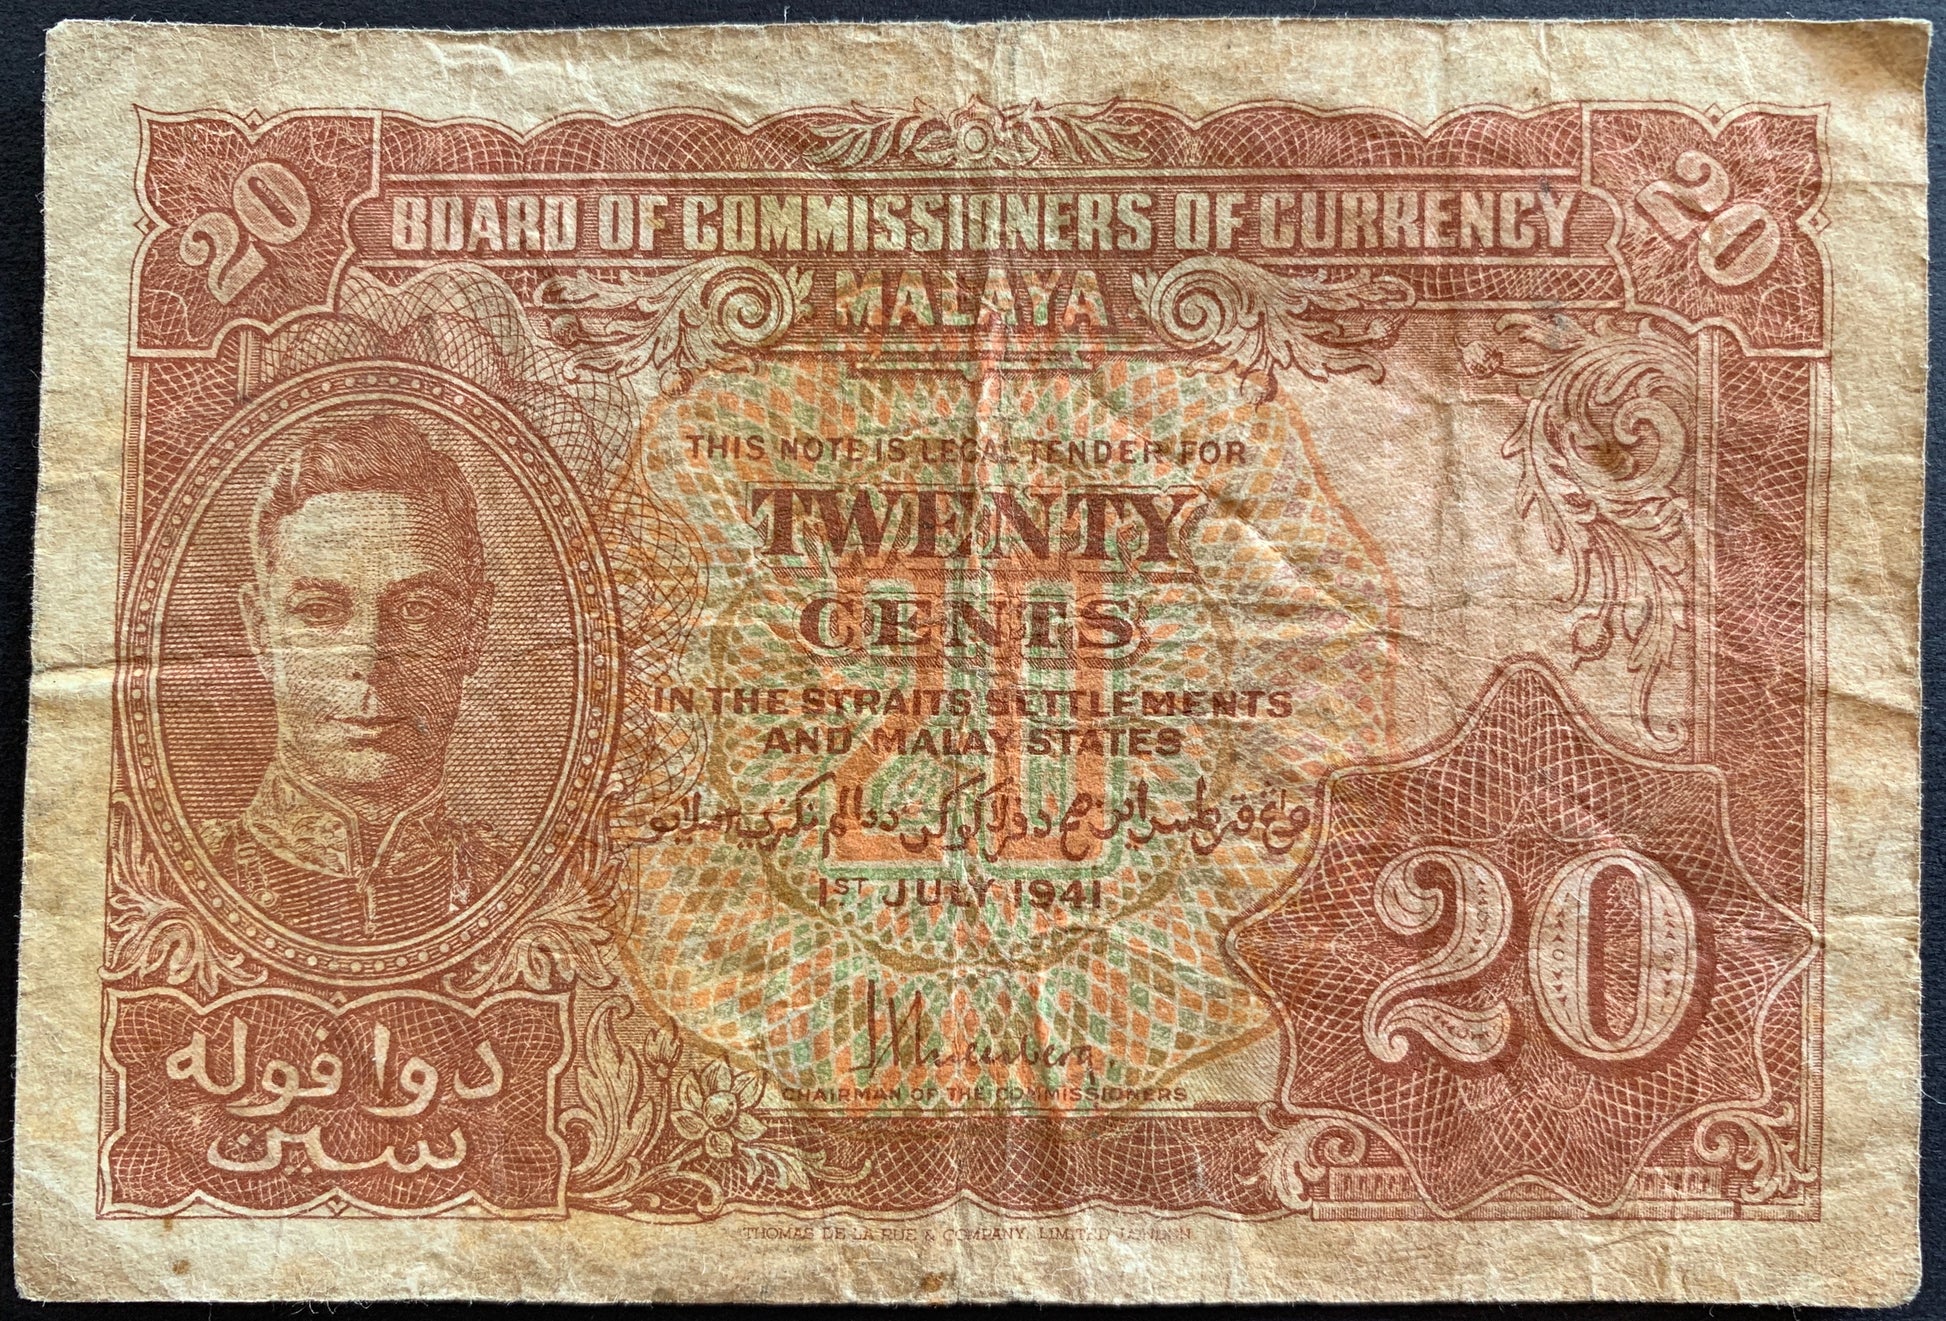 20
20
BOARD OF COMMISSIONERS OF CURRENCY
MALAYA
THIS NOTE IS LEGAL TENDER FOR
TWENTY
CENTS
20
IN THE STRAITS SETTLEMENTS
AND MALAY STATES
1ST JULY 1941
20
CHAIRMAN OF THE COMMISSIONERS
دوا ڤوله
سين
THOMAS DE LA RUE & COMPANY, LIMITED LONDON